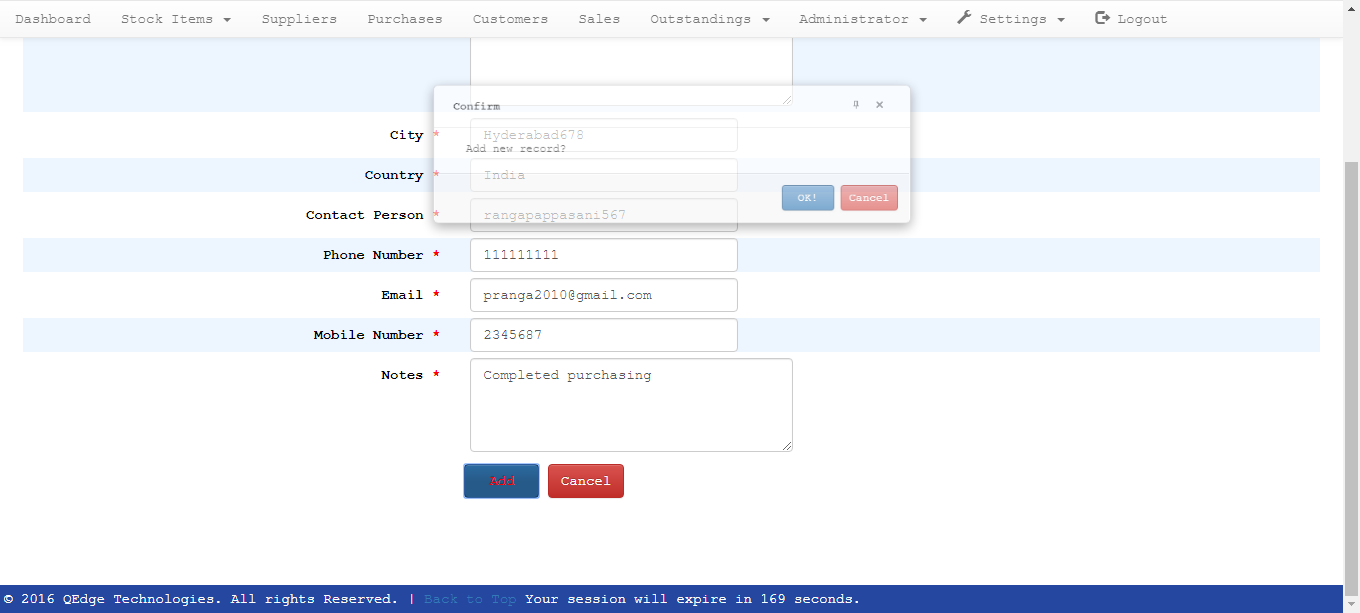 Dashboard Stock Items Suppliers Purchases Customers Sales Outstandings Administrator Settings Logout
Confirm
City * Hyderabad678
Add new record?
Country * India
OK! Cancel
Contact Person * rangapappasani567
Phone Number * 111111111
Email * pranga2010@gmail.com
Mobile Number * 2345687
Notes * Completed purchasing
Add Cancel
© 2016 QEdge Technologies. All rights Reserved. | Back to Top Your session will expire in 169 seconds.